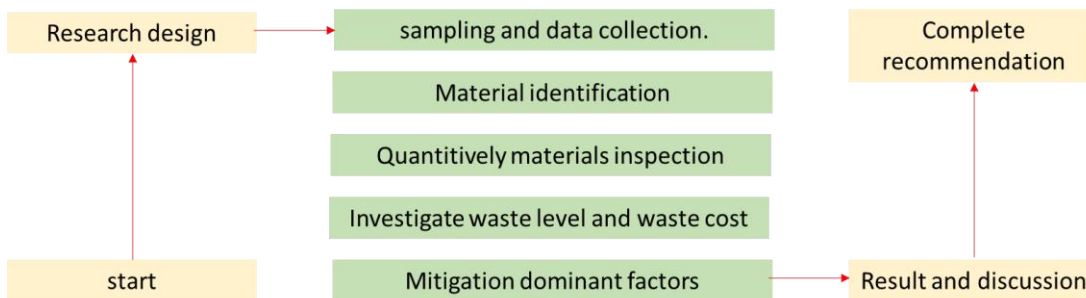 Research design
sampling and data collection.
Complete
recommendation
Material identification
Quantitively materials inspection
Investigate waste level and waste cost
start
Mitigation dominant factors
Result and discussion